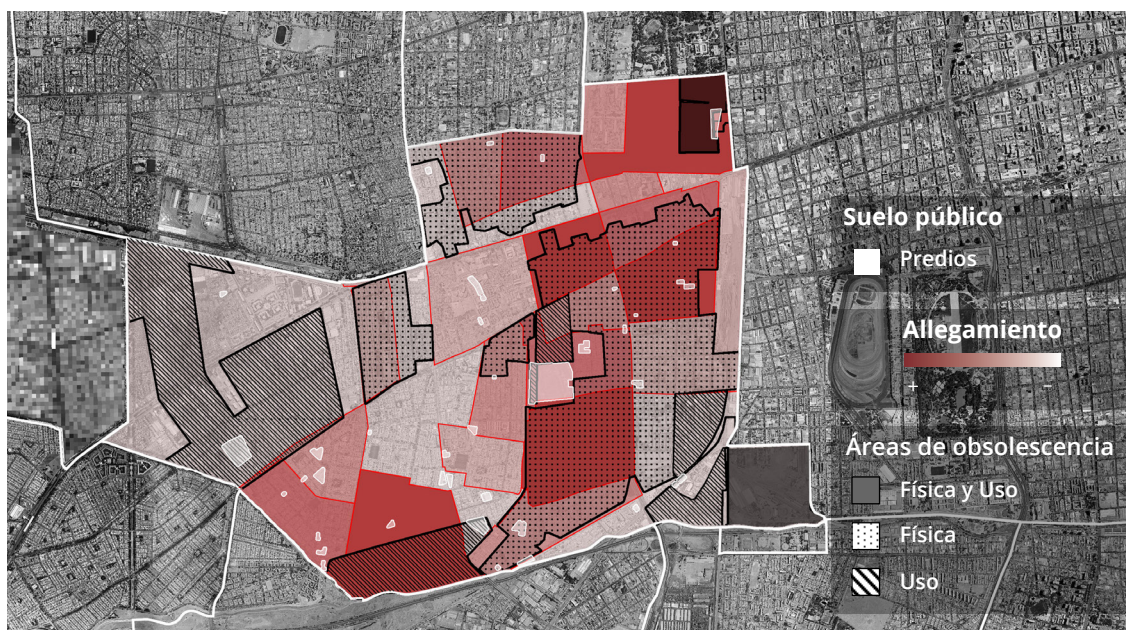 Suelo público
Predios
Allegamiento
+ –
Áreas de obsolescencia
Física y Uso
Física
Uso